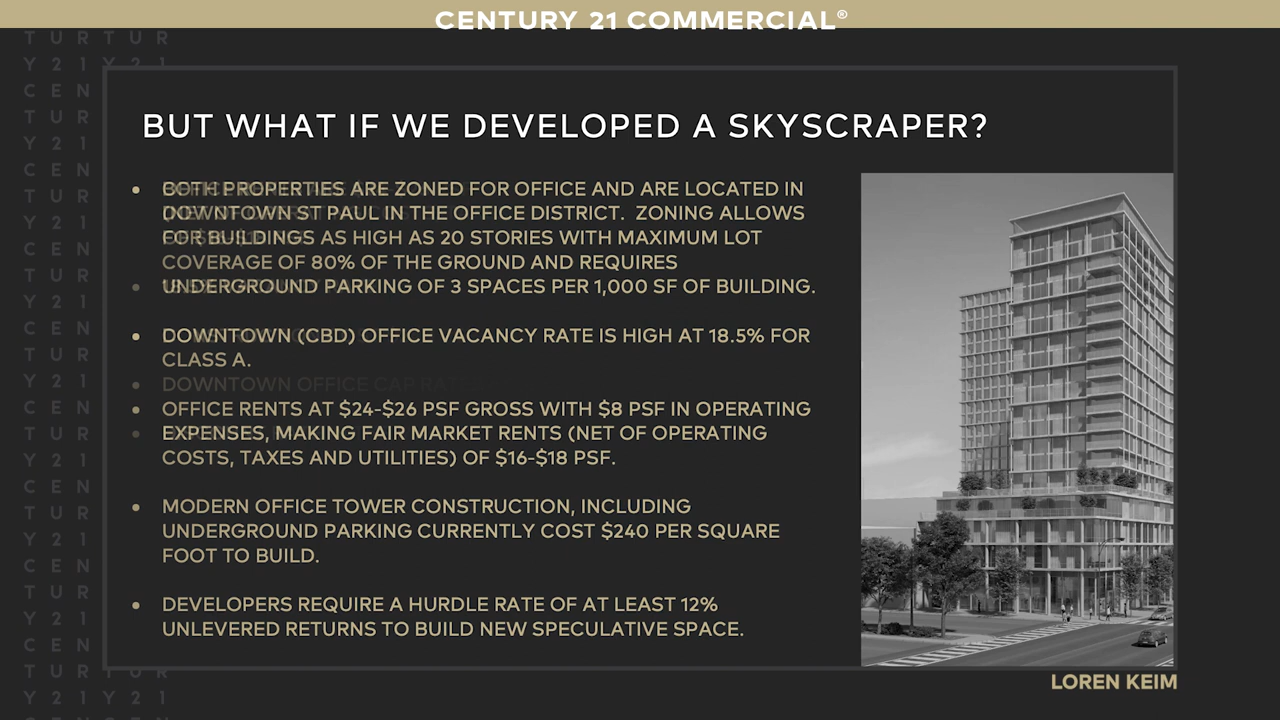 CENTURY 21 COMMERCIAL®
BUT WHAT IF WE DEVELOPED A SKYSCRAPER?
• BOTH PROPERTIES ARE ZONED FOR OFFICE AND ARE LOCATED IN
DOWNTOWN ST PAUL IN THE OFFICE DISTRICT. ZONING ALLOWS
FOR BUILDINGS AS HIGH AS 20 STORIES WITH MAXIMUM LOT
COVERAGE OF 80% OF THE GROUND AND REQUIRES
UNDERGROUND PARKING OF 3 SPACES PER 1,000 SF OF BUILDING.
• DOWNTOWN (CBD) OFFICE VACANCY RATE IS HIGH AT 18.5% FOR
CLASS A.
• DOWNTOWN OFFICE CAP RATE
• OFFICE RENTS AT $24-$26 PSF GROSS WITH $8 PSF IN OPERATING
EXPENSES, MAKING FAIR MARKET RENTS (NET OF OPERATING
COSTS, TAXES AND UTILITIES) OF $16-$18 PSF.
• MODERN OFFICE TOWER CONSTRUCTION, INCLUDING
UNDERGROUND PARKING CURRENTLY COST $240 PER SQUARE
FOOT TO BUILD.
• DEVELOPERS REQUIRE A HURDLE RATE OF AT LEAST 12%
UNLEVERED RETURNS TO BUILD NEW SPECULATIVE SPACE.
LOREN KEIM